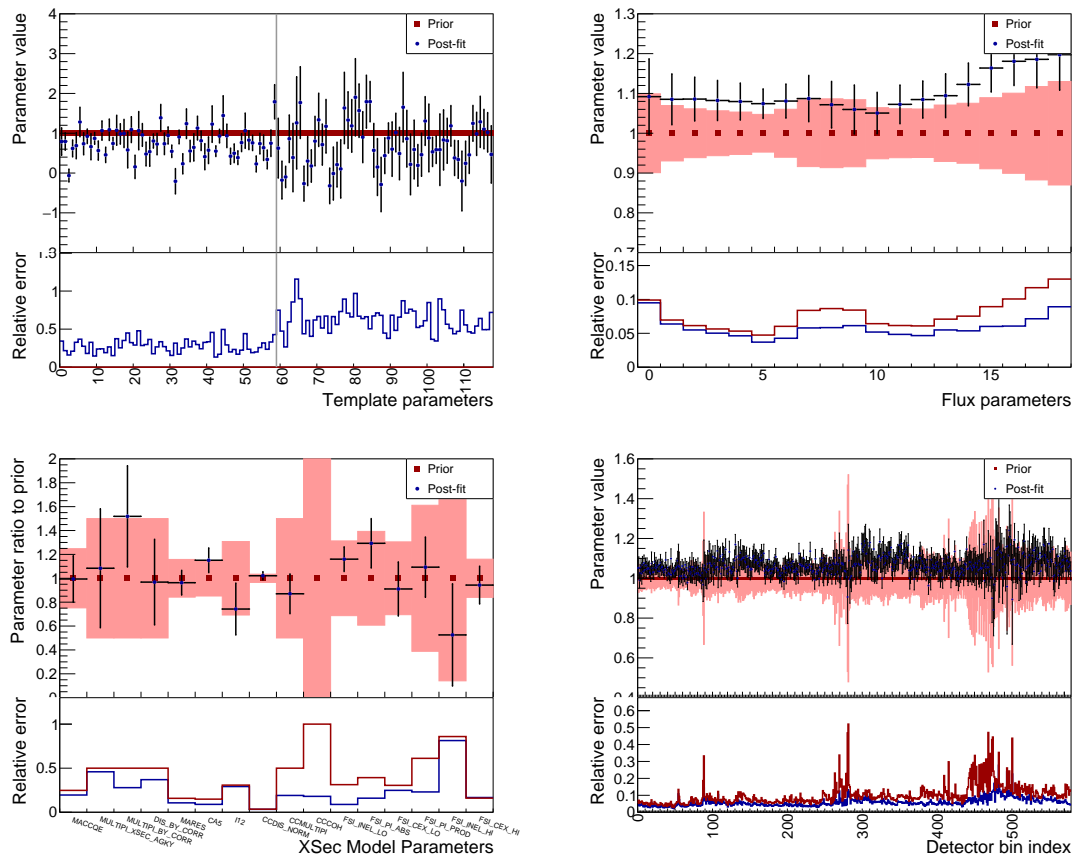 4
3
2
1
0
−1
Parameter value
Prior
Post-fit
1.3
1
0.5
0
Relative error
0 10 20 30 40 50 60 70 80 90 100 110
Template parameters
1.3
1.2
1.1
1
0.9
0.8
0.7
Parameter value
Prior
Post-fit
0.15
0.1
0.05
0
Relative error
0 5 10 15
Flux parameters
2
1.8
1.6
1.4
1.2
1
0.8
0.6
0.4
0.2
0
Parameter ratio to prior
Prior
Post-fit
1
0.5
0
Relative error
MACCQE
MULTIPI_XSEC_AGKY
MULTIPI_BY_CORR
DIS_BY_CORR
MARES
CA5
I12
CCDIS_NORM
CCMULTIPI
CCCOH
FSI_INEL_LO
FSI_PI_ABS
FSI_CEX_LO
FSI_PI_PROD
FSI_INEL_HI
FSI_CEX_HI
XSec Model Parameters
1.6
1.4
1.2
1
0.8
0.6
0.4
Parameter value
Prior
Post-fit
0.6
0.5
0.4
0.3
0.2
0.1
0
Relative error
0 100 200 300 400 500
Detector bin index